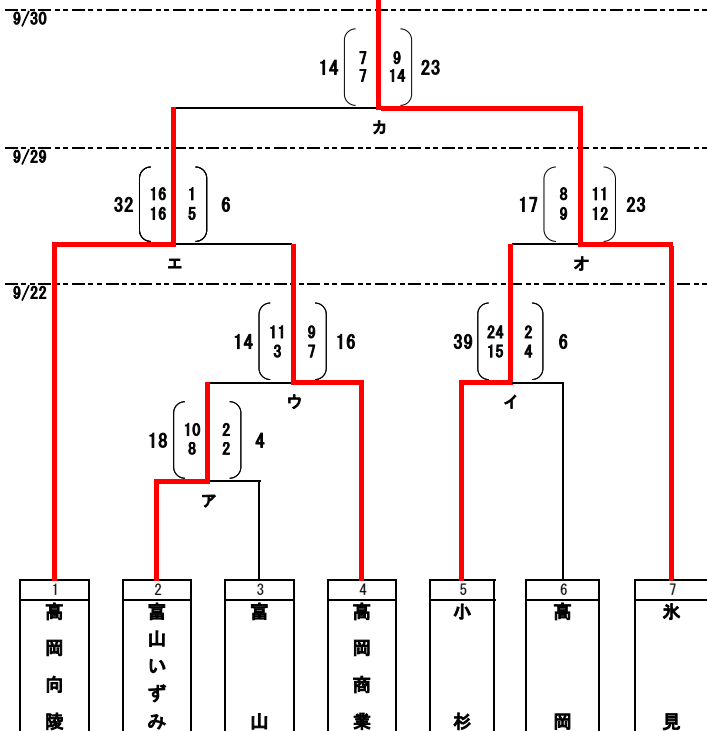 9/30
14 7 9 23
7 14
カ
9/29
32 16 1 6
16 5
17 8 11 23
9 12
エ
オ
9/22
14 11 9 16
3 7
39 24 2 6
15 4
ウ
イ
18 10 2 4
8 2
ア
1 2 3 4 5 6 7
高岡向陵
富山いずみ
富山
高岡商業
小杉
高岡
氷見